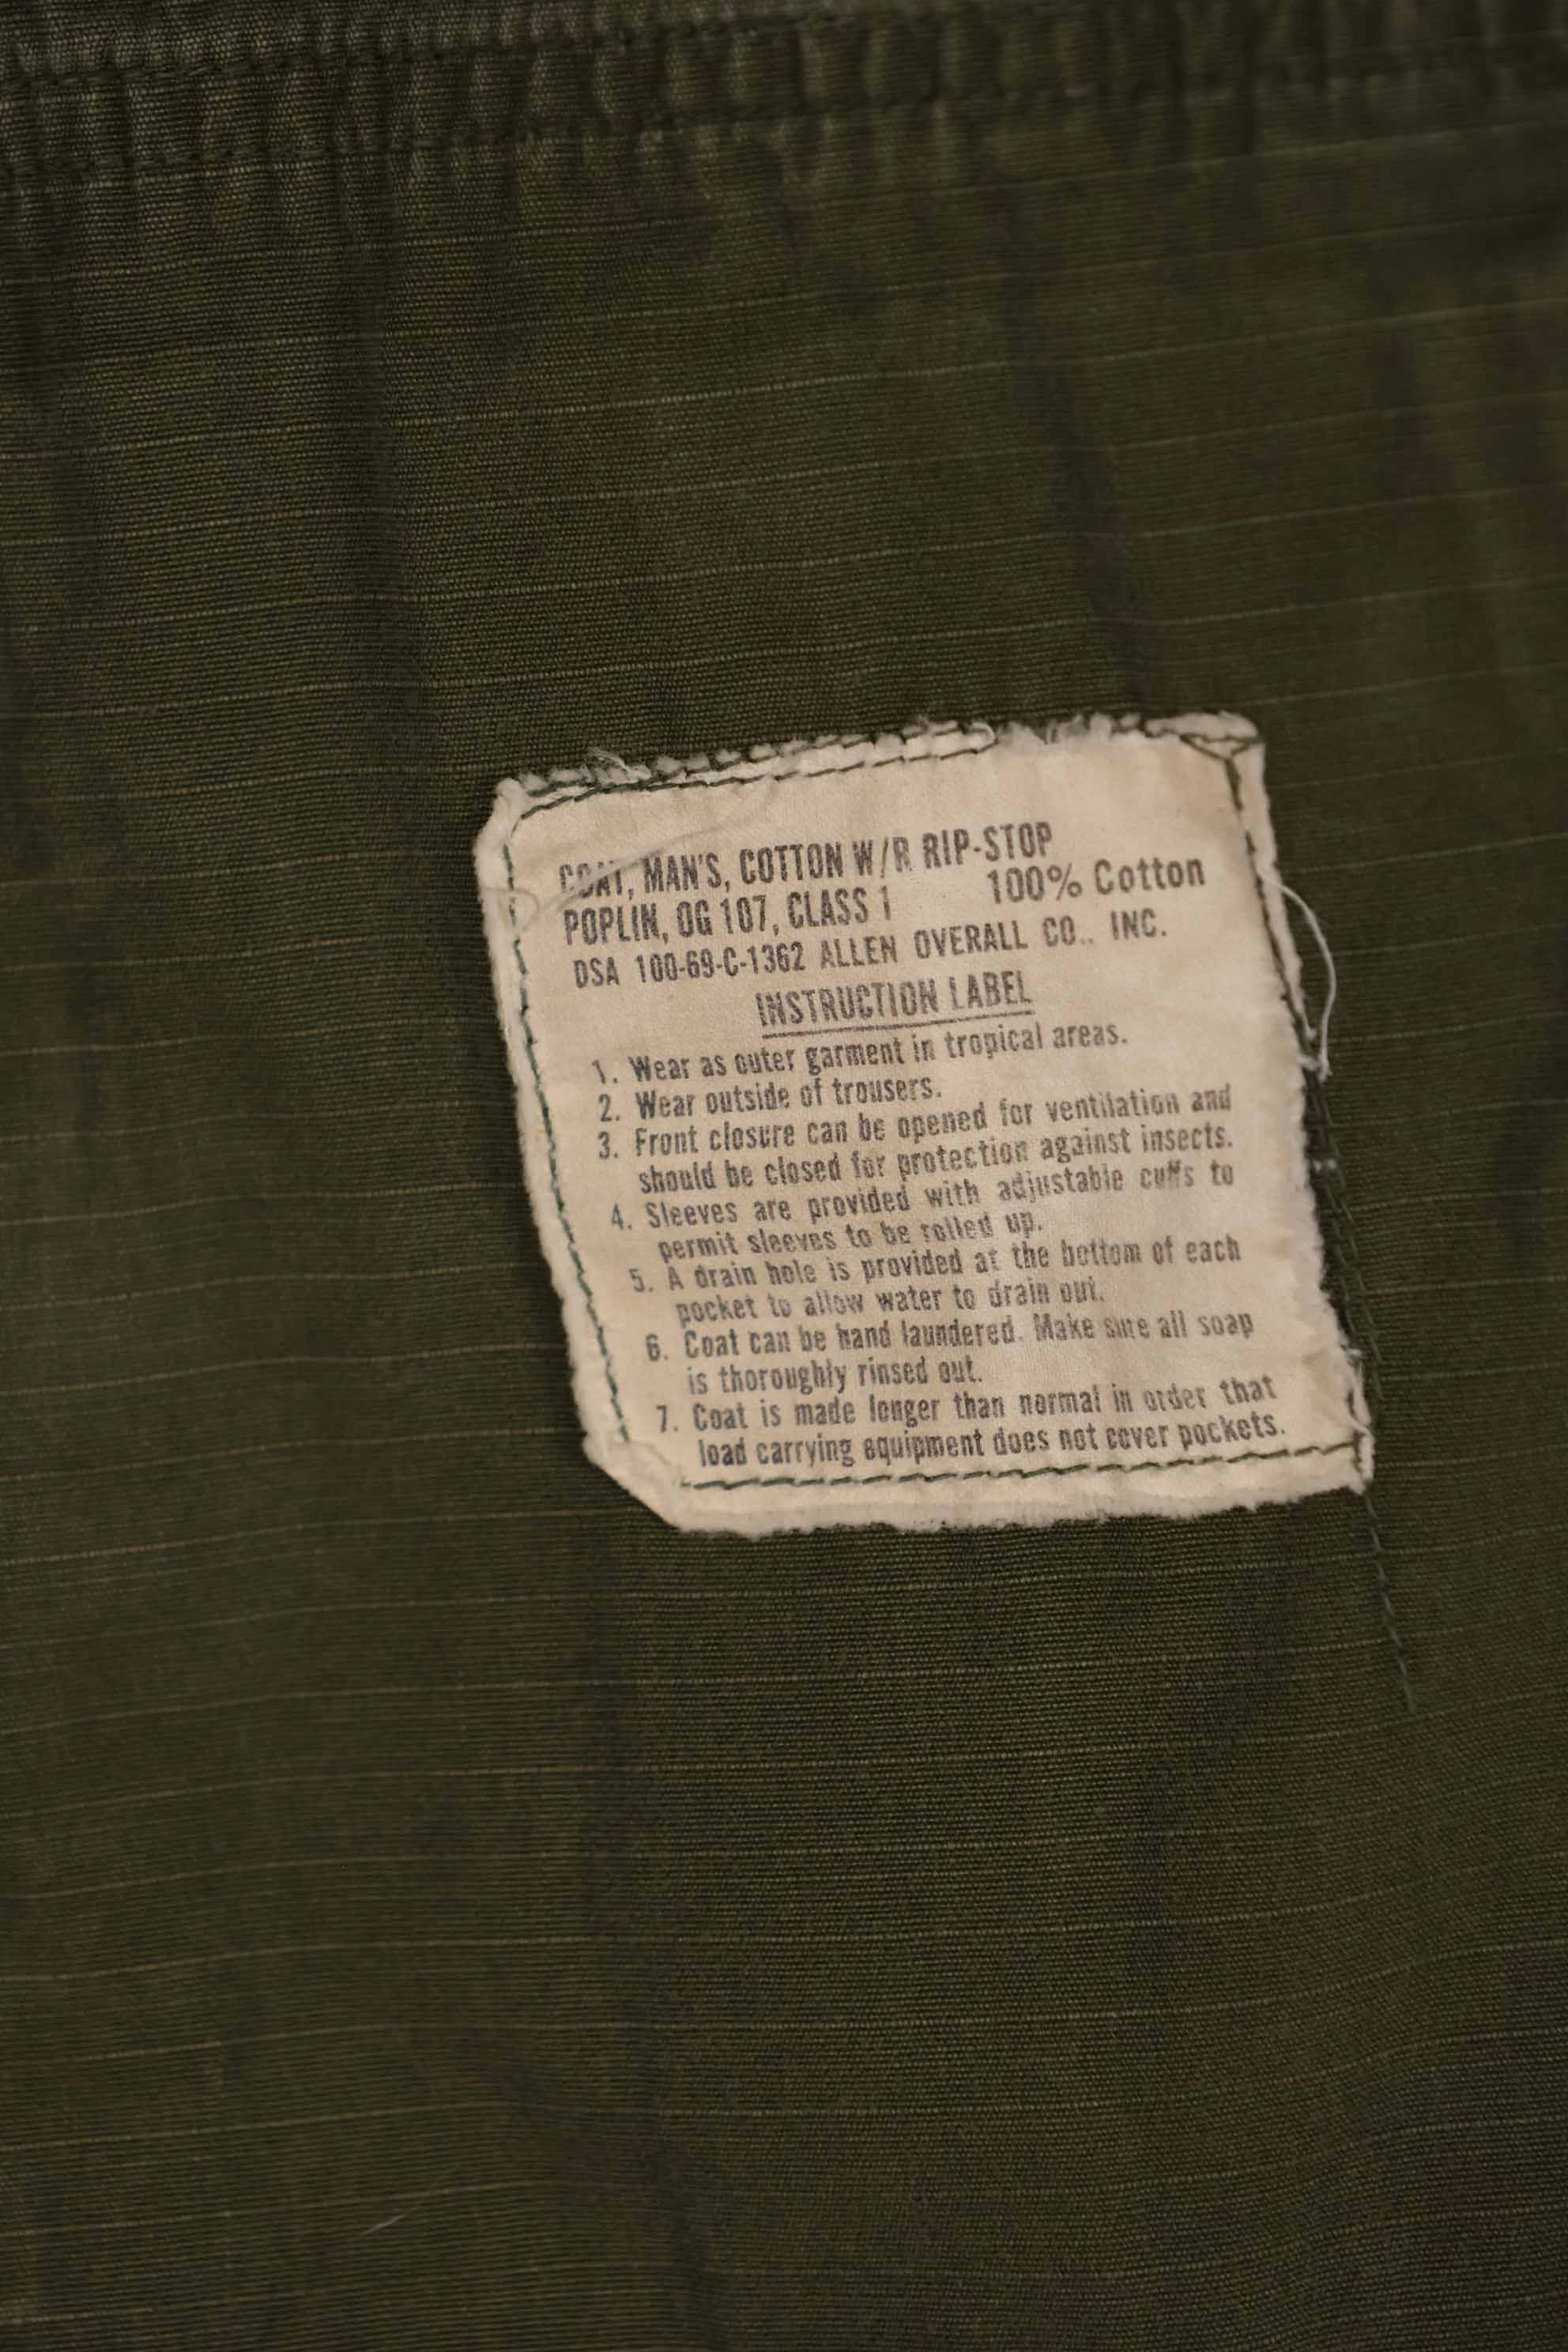 COAT, MAN'S, COTTON W/R RIP-STOP
POPLIN, OG 107, CLASS 1 100% Cotton
DSA 100-69-C-1362 ALLEN OVERALL CO., INC.
INSTRUCTION LABEL
1. Wear as outer garment in tropical areas.
2. Wear outside of trousers.
3. Front closure can be opened for ventilation and
should be closed for protection against insects.
4. Sleeves are provided with adjustable cuffs to
permit sleeves to be rolled up.
5. A drain hole is provided at the bottom of each
pocket to allow water to drain out.
6. Coat can be hand laundered. Make sure all soap
is thoroughly rinsed out.
7. Coat is made longer than normal in order that
load carrying equipment does not cover pockets.